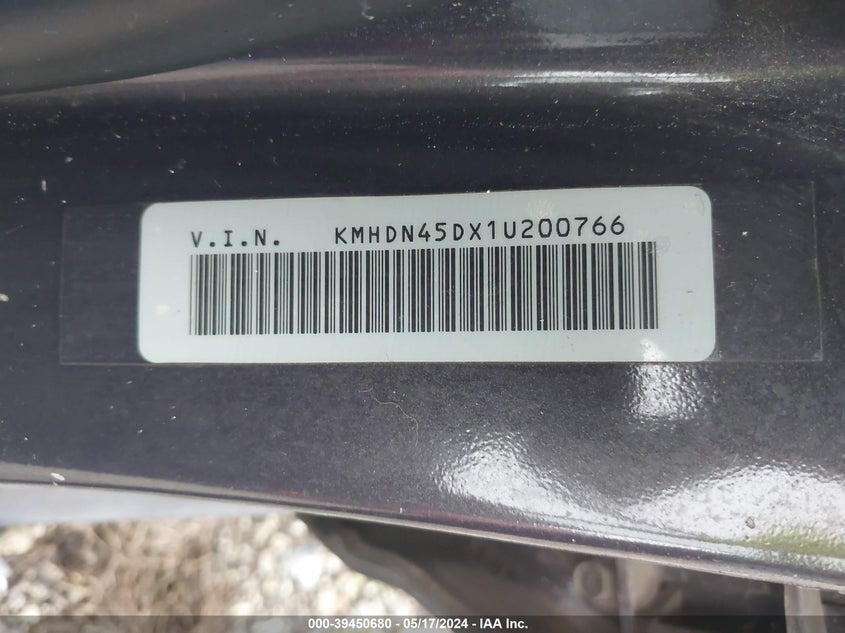 V.I.N. KMHDN45DX1U200766
000-39450680 - 05/17/2024 - IAA Inc.